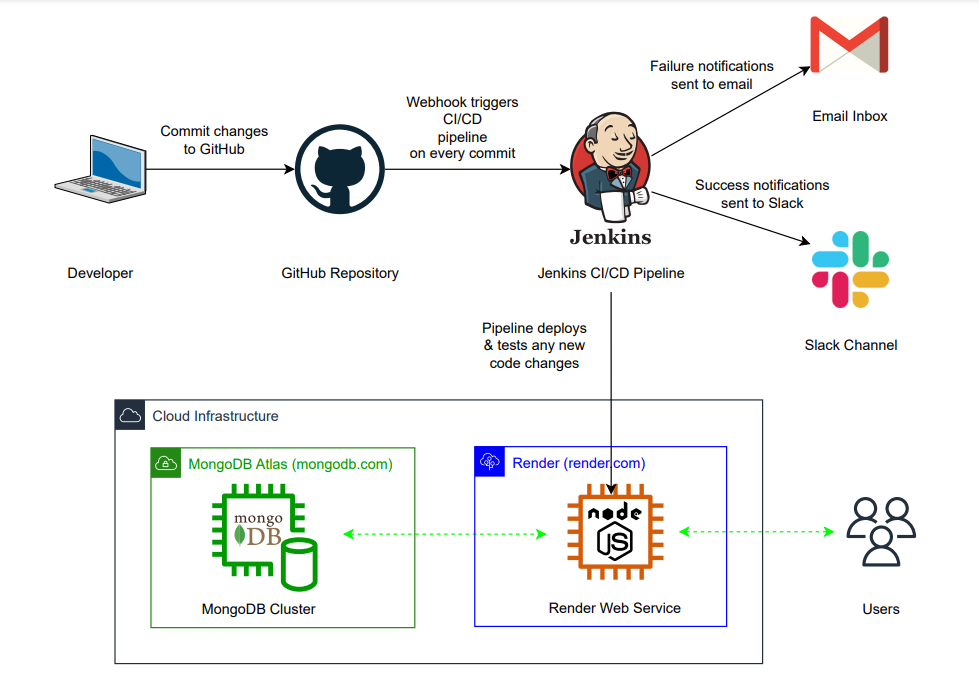 Failure notifications
sent to email
Email Inbox
Webhook triggers
CI/CD
pipeline
on every commit
Commit changes
to GitHub
Success notifications
sent to Slack
Jenkins
Developer
GitHub Repository
Jenkins CI/CD Pipeline
Slack Channel
Pipeline deploys
& tests any new
code changes
Cloud Infrastructure
MongoDB Atlas (mongodb.com)
Render (render.com)
mongo
DB
node
JS
MongoDB Cluster
Render Web Service
Users